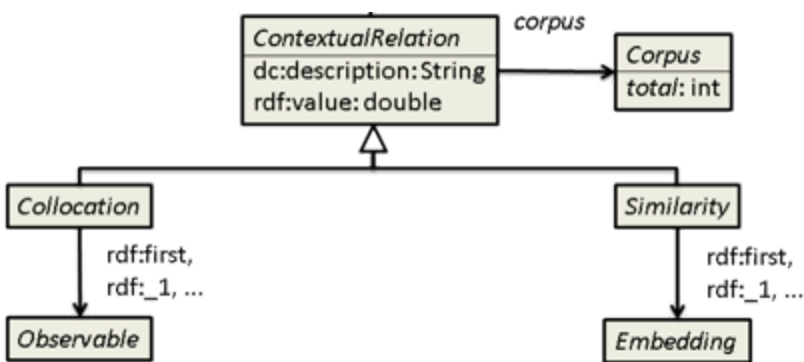 ContextualRelation
dc:description: String
rdf:value: double
corpus
Corpus
total: int
Collocation
Similarity
rdf:first,
rdf:_1, ...
rdf:first,
rdf:_1, ...
Observable
Embedding